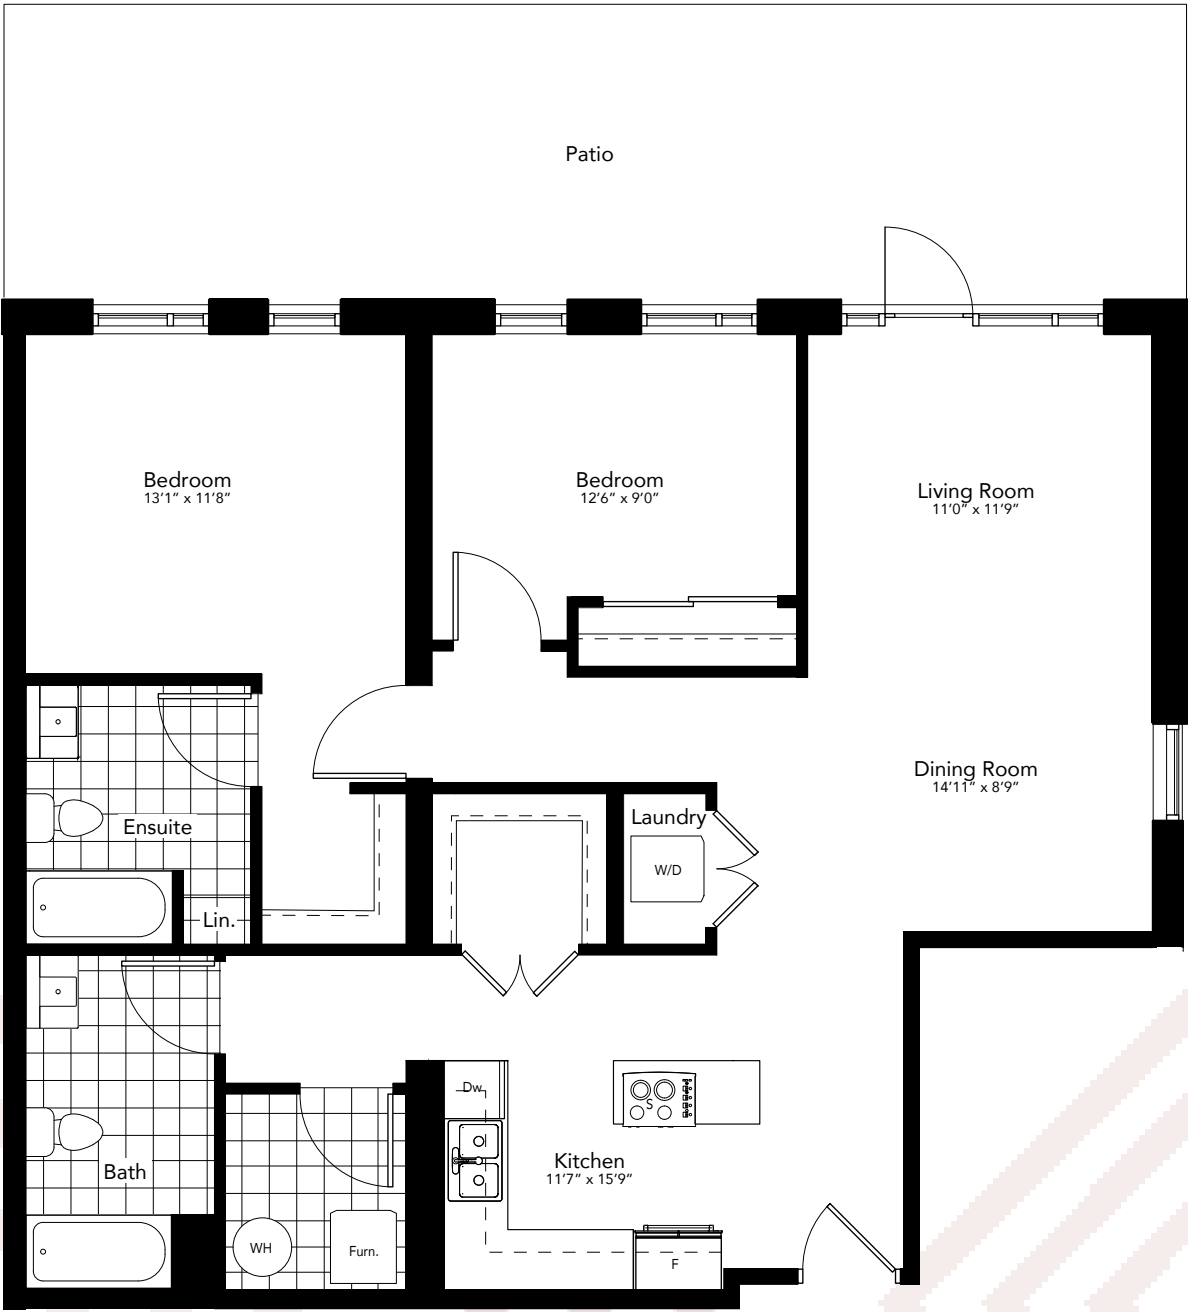 Patio
Bedroom
13'1" x 11'8"
Bedroom
12'6" x 9'0"
Living Room
11'0" x 11'9"
Dining Room
14'11" x 8'9"
Laundry
W/D
Ensuite
Lin.
Dw
S
Kitchen
11'7" x 15'9"
Bath
WH
Furn.
F